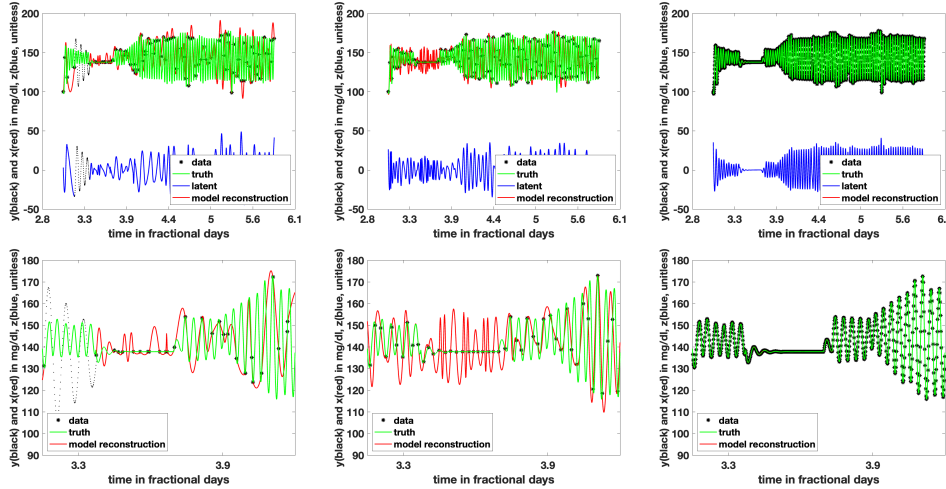 y(black) and x(red) in mg/dl, z(blue, unitless)
200
150
100
50
0
-50
2.8 3.3 3.9 4.4 5 5.6 6.1
time in fractional days
data
truth
latent
model reconstruction
y(black) and x(red) in mg/dl, z(blue, unitless)
200
150
100
50
0
-50
2.8 3.3 3.9 4.4 5 5.6 6.1
time in fractional days
data
truth
latent
model reconstruction
y(black) and x(red) in mg/dl, z(blue, unitless)
200
150
100
50
0
-50
2.8 3.3 3.9 4.4 5 5.6 6.
time in fractional days
data
truth
latent
model reconstruction
y(black) and x(red) in mg/dl, z(blue, unitless)
180
170
160
150
140
130
120
110
100
90
3.3 3.9
time in fractional days
data
truth
model reconstruction
y(black) and x(red) in mg/dl, z(blue, unitless)
180
170
160
150
140
130
120
110
100
90
3.3 3.9
time in fractional days
data
truth
model reconstruction
y(black) and x(red) in mg/dl, z(blue, unitless)
180
170
160
150
140
130
120
110
100
90
3.3 3.9
time in fractional days
data
truth
model reconstruction